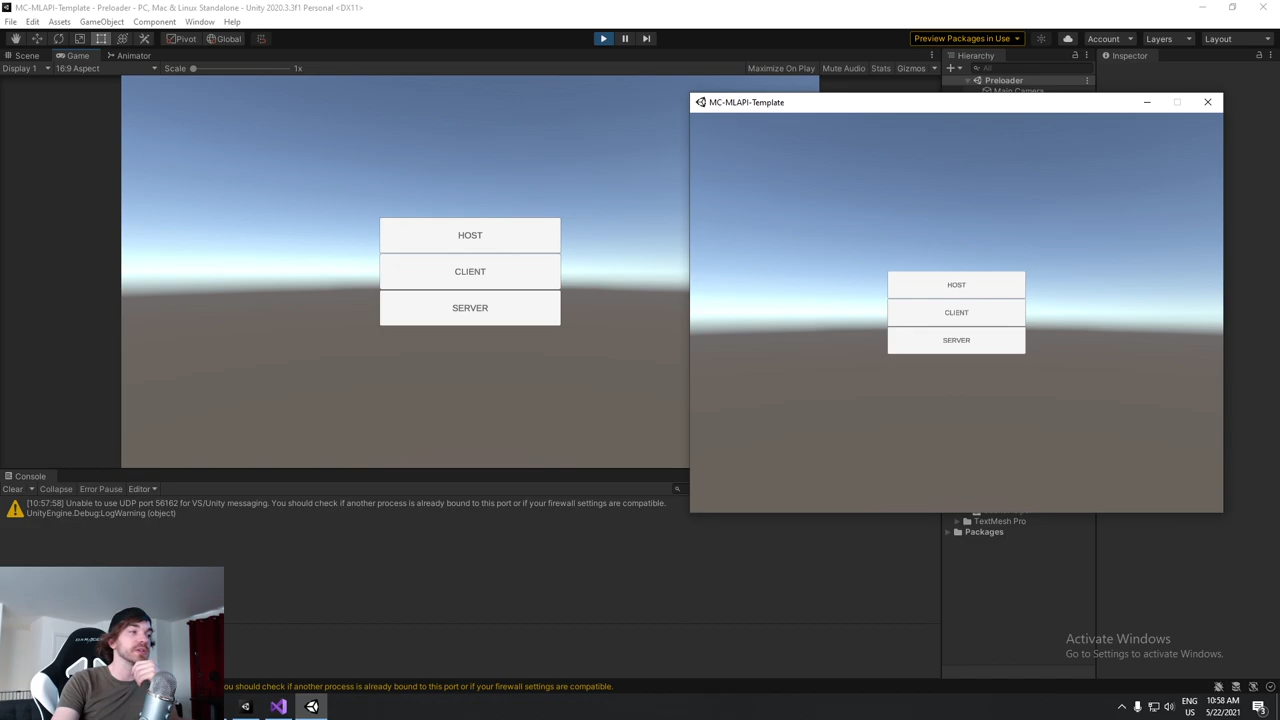 MC-MLAPI-Template - Preloader - PC, Mac & Linux Standalone - Unity 2020.3.3f1 Personal <DX11>
File Edit Assets GameObject Component Window Help
Pivot Global Preview Packages in Use Account Layers Layout
Scene Game Animator Hierarchy Inspector
Display 1 16:9 Aspect Scale 1x Maximize On Play Mute Audio Stats Gizmos All
Preloader
Main Camera
MC-MLAPI-Template
HOST
CLIENT
SERVER
HOST
CLIENT
SERVER
Console
Clear Collapse Error Pause Editor
[10:57:58] Unable to use UDP port 56162 for VS/Unity messaging. You should check if another process is already bound to this port or if your firewall settings are compatible.
UnityEngine.Debug:LogWarning (object)
TextMesh Pro
Packages
Activate Windows
Go to Settings to activate Windows.
you should check if another process is already bound to this port or if your firewall settings are compatible.
ENG
US
10:58 AM
5/22/2021
3